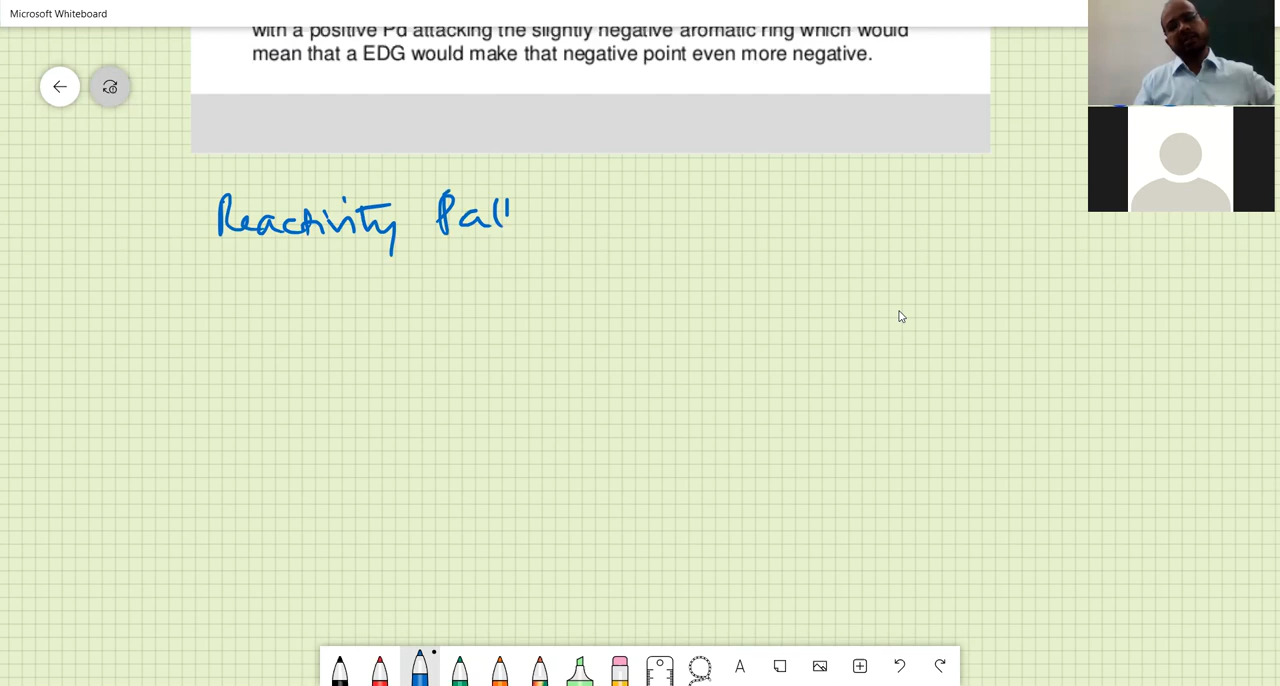 Microsoft Whiteboard
with a positive Pd attacking the slightly negative aromatic ring which would
mean that a EDG would make that negative point even more negative.
Reactivity
A